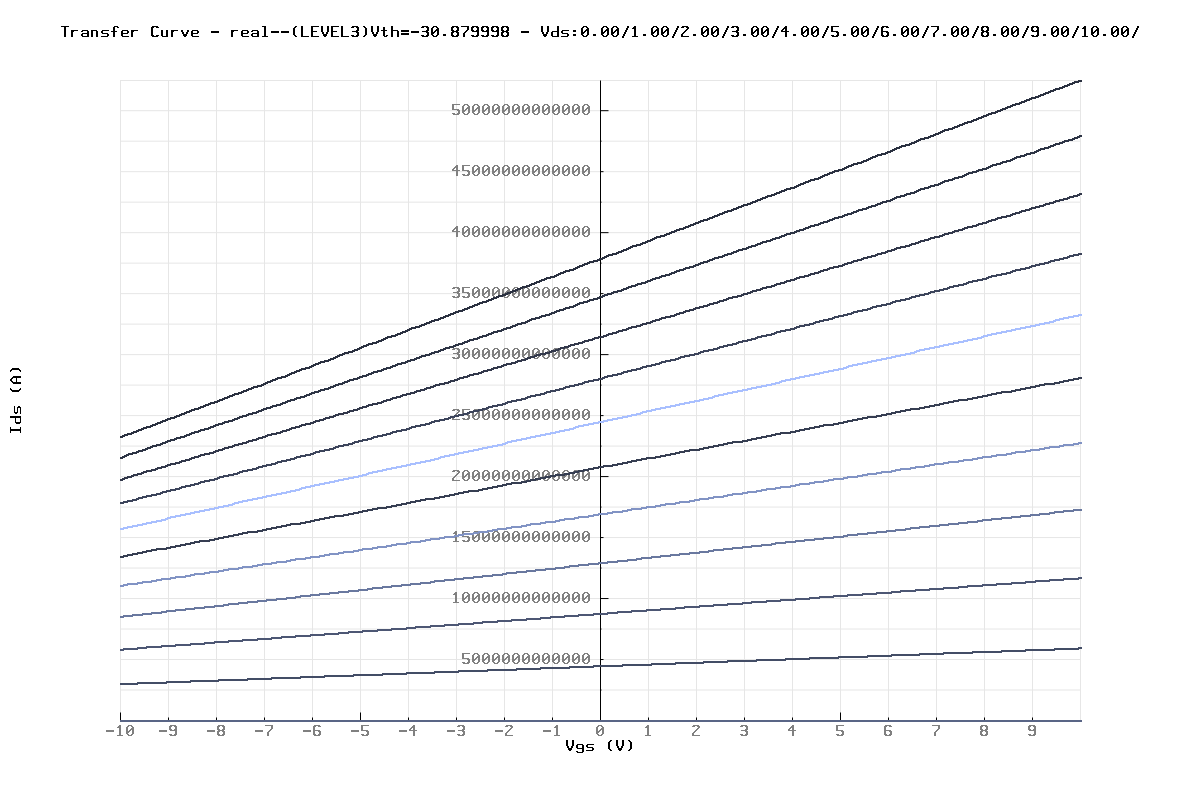 Transfer Curve - real--(LEVEL3)Vth=-30.879998 - Vds:0.00/1.00/2.00/3.00/4.00/5.00/6.00/7.00/8.00/9.00/10.00/
50000000000000
45000000000000
40000000000000
35000000000000
30000000000000
25000000000000
20000000000000
15000000000000
10000000000000
5000000000000
Ids (A)
-10 -9 -8 -7 -6 -5 -4 -3 -2 -1 0 1 2 3 4 5 6 7 8 9
Vgs (V)